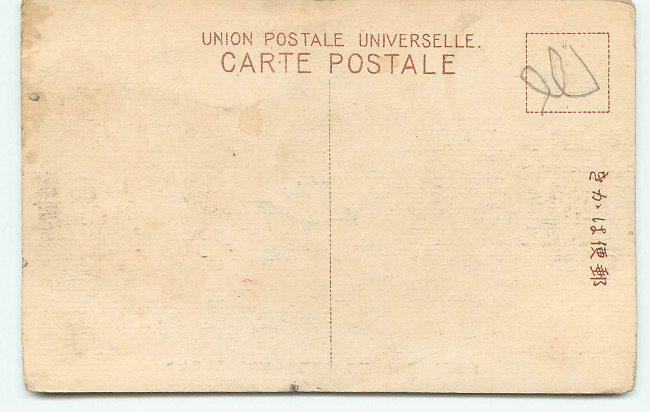 UNION POSTALE UNIVERSELLE.
CARTE POSTALE
郵便はかき